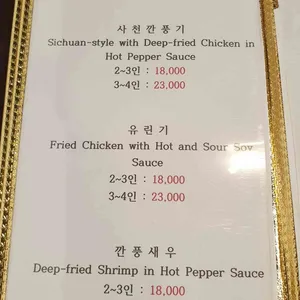 사천깐풍기
Sichuan-style with Deep-fried Chicken in
Hot Pepper Sauce
2~3인 : 18,000
3~4인 : 23,000
유린기
Fried Chicken with Hot and Sour Soy
Sauce
2~3인 : 18,000
3~4인 : 23,000
깐풍새우
Deep-fried Shrimp in Hot Pepper Sauce
2~3인 : 18,000